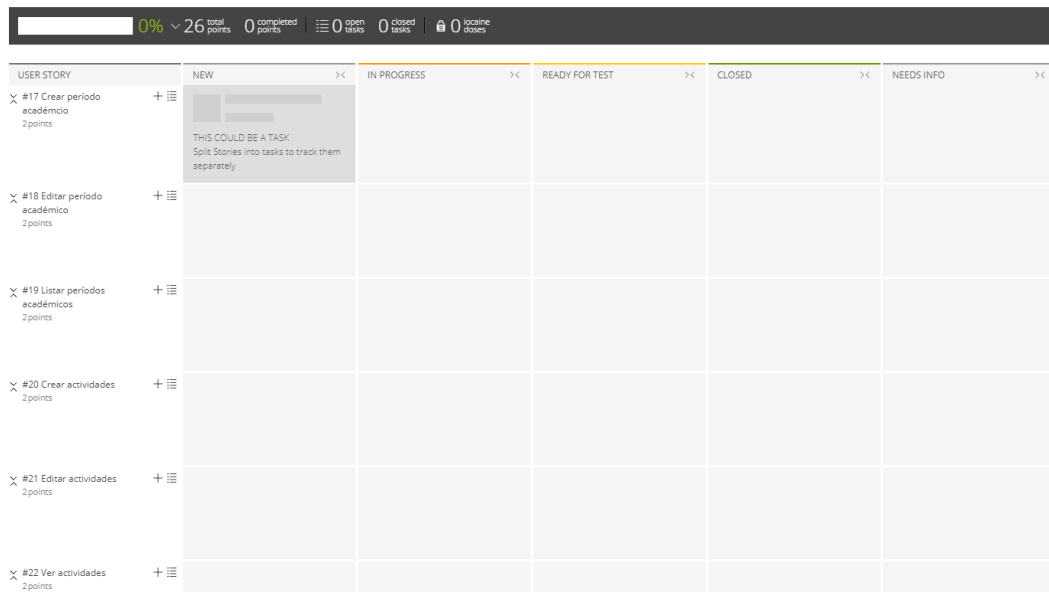 0% 26 total points 0 completed points 0 open tasks 0 closed tasks 0 iocaine doses
USER STORY NEW IN PROGRESS READY FOR TEST CLOSED NEEDS INFO
#17 Crear período
académcio
2 points
THIS COULD BE A TASK
Split Stories into tasks to track them
separately
#18 Editar período
académico
2 points
#19 Listar períodos
académicos
2 points
#20 Crear actividades
2 points
#21 Editar actividades
2 points
#22 Ver actividades
2 points